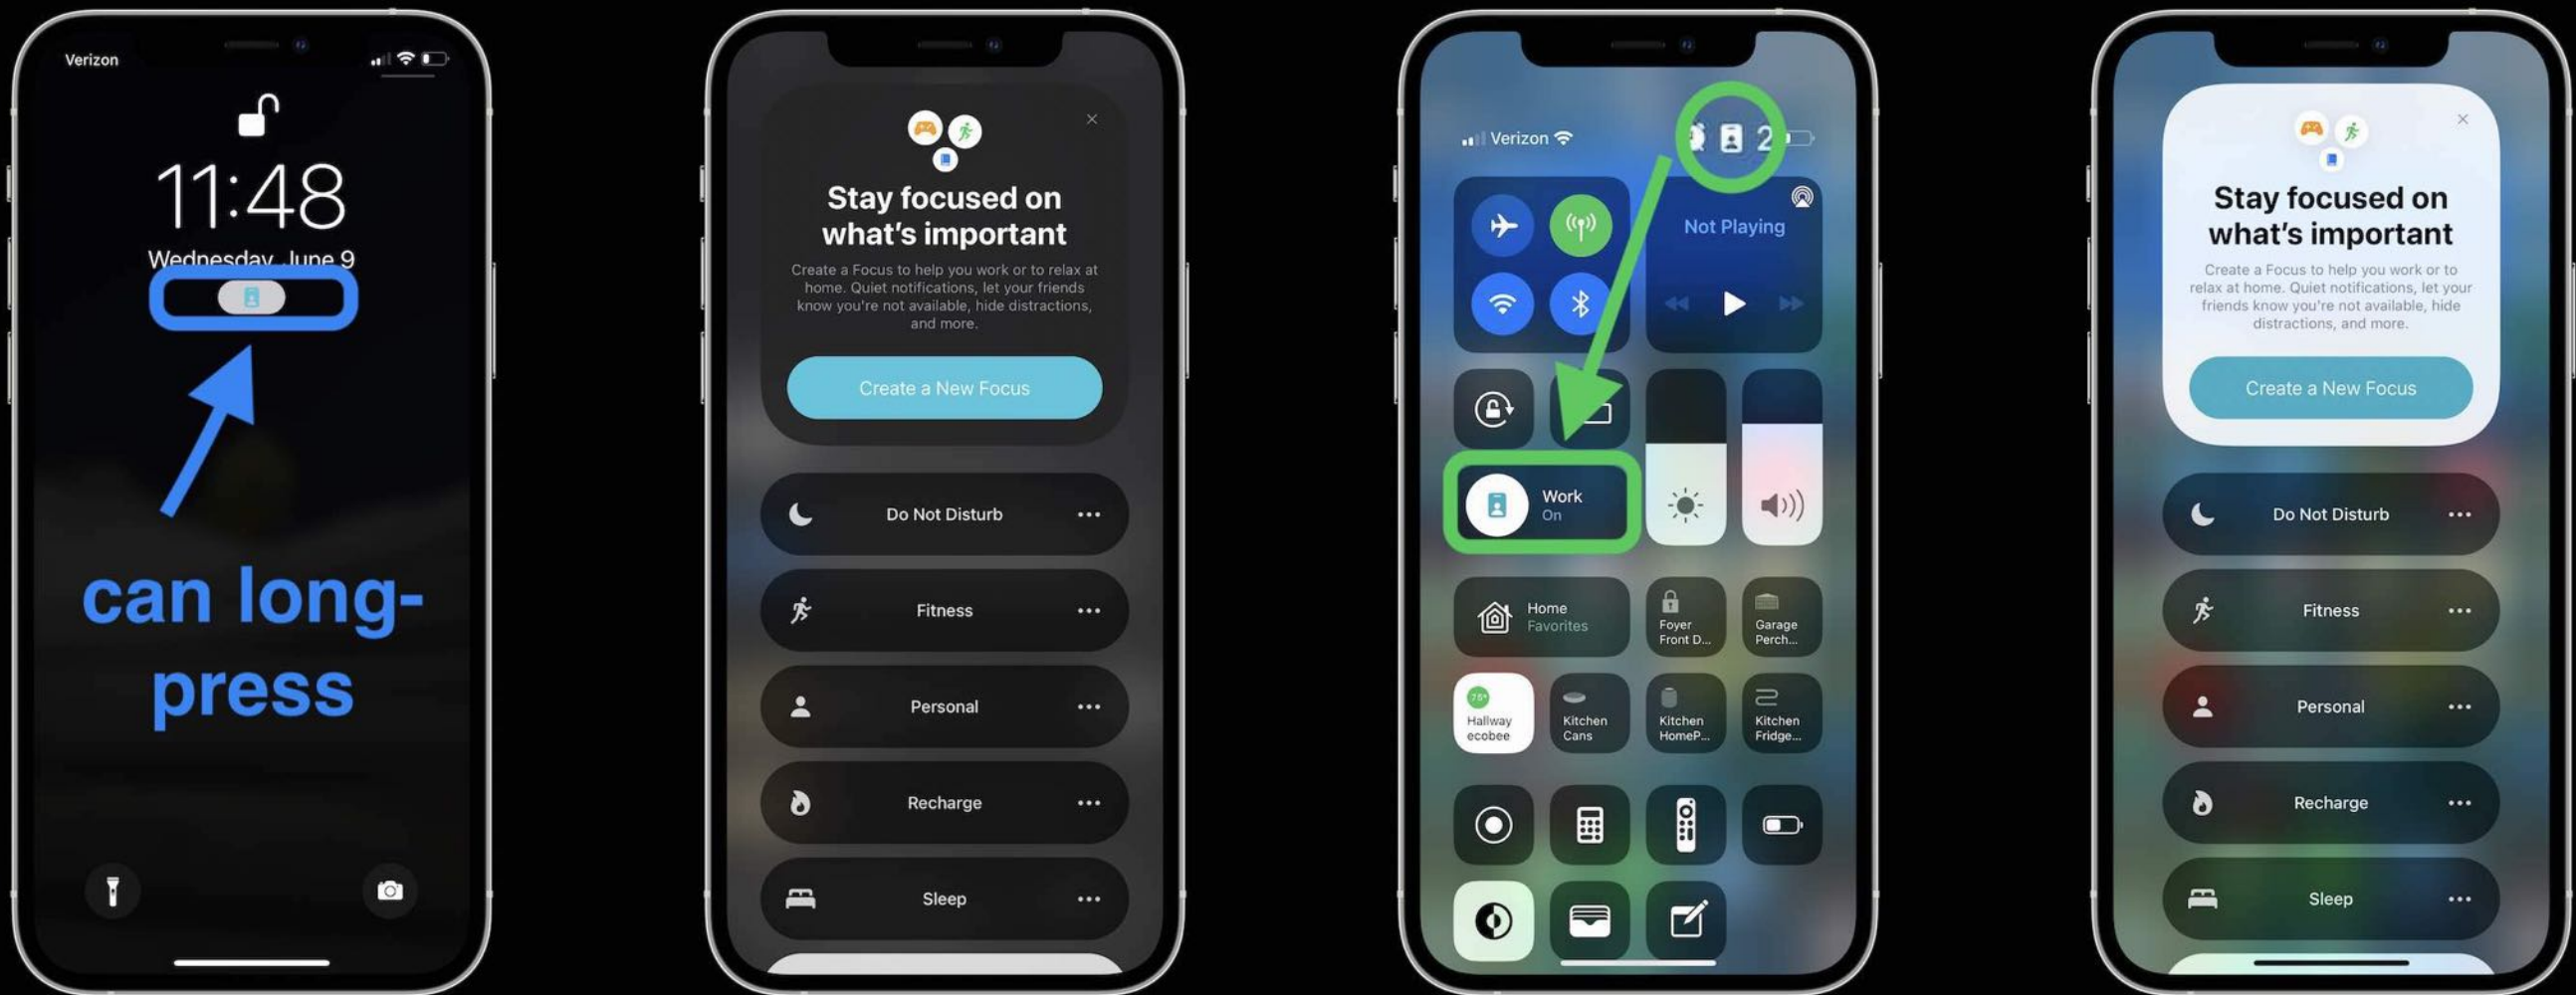 Verizon
11:48
Wednesday, June 9
can long-
press
Stay focused on
what's important
Create a Focus to help you work or to relax at
home. Quiet notifications, let your friends
know you're not available, hide distractions,
and more.
Create a New Focus
Do Not Disturb
Fitness
Personal
Recharge
Sleep
Verizon
2
Not Playing
Work
On
Home
Favorites
Foyer
Front D...
Garage
Perch...
75°
Hallway
ecobee
Kitchen
Cans
Kitchen
HomeP...
Kitchen
Fridge...
Stay focused on
what's important
Create a Focus to help you work or to
relax at home. Quiet notifications, let your
friends know you're not available, hide
distractions, and more.
Create a New Focus
Do Not Disturb
Fitness
Personal
Recharge
Sleep